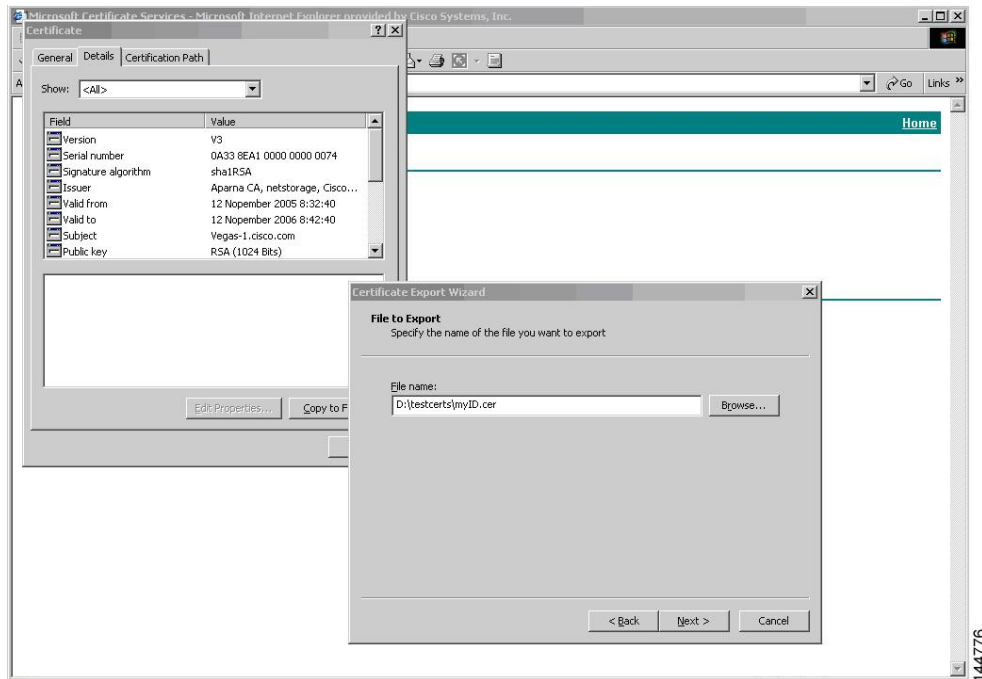 Microsoft Certificate Services - Microsoft Internet Explorer provided by Cisco Systems, Inc.
Certificate
General Details Certification Path
Go Links »
Show: <All>
Home
Field Value
Version V3
Serial number 0A33 8EA1 0000 0000 0074
Signature algorithm sha1RSA
Issuer Aparna CA, netstorage, Cisco...
Valid from 12 Nopember 2005 8:32:40
Valid to 12 Nopember 2006 8:42:40
Subject Vegas-1.cisco.com
Public key RSA (1024 Bits)
Edit Properties... Copy to F
Certificate Export Wizard
File to Export
Specify the name of the file you want to export
File name:
D:\testcerts\myID.cer Browse...
< Back Next > Cancel
144776